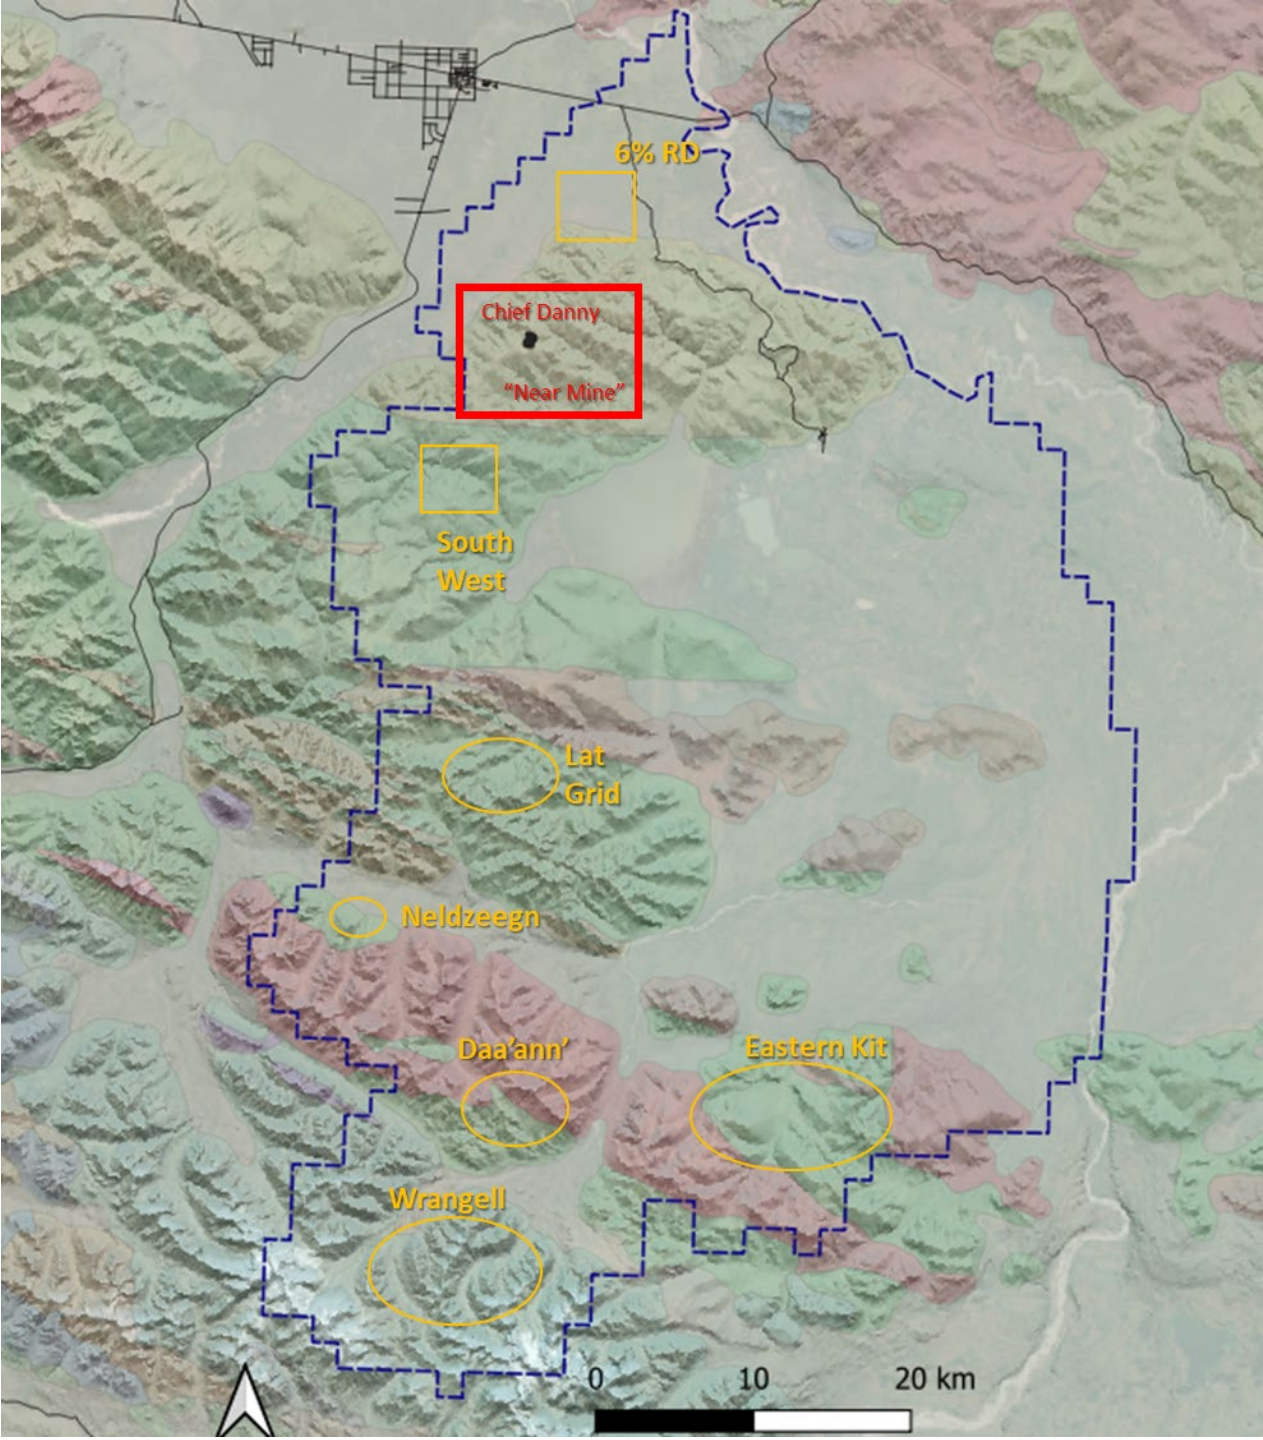 6% RD
Chief Danny
"Near Mine"
South
West
Lat
Grid
Neldzeegn
Daa’ann’
Eastern Kit
Wrangell
0 10 20 km